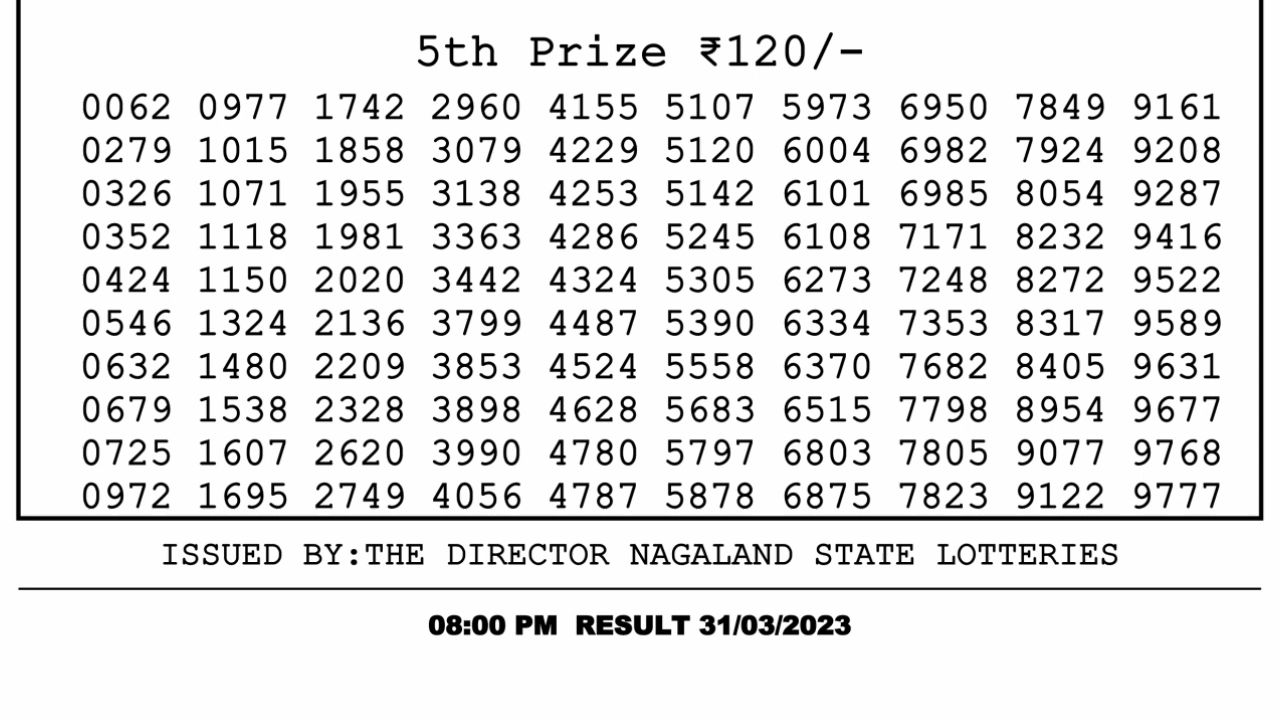 5th Prize ₹120/-
0062 0977 1742 2960 4155 5107 5973 6950 7849 9161
0279 1015 1858 3079 4229 5120 6004 6982 7924 9208
0326 1071 1955 3138 4253 5142 6101 6985 8054 9287
0352 1118 1981 3363 4286 5245 6108 7171 8232 9416
0424 1150 2020 3442 4324 5305 6273 7248 8272 9522
0546 1324 2136 3799 4487 5390 6334 7353 8317 9589
0632 1480 2209 3853 4524 5558 6370 7682 8405 9631
0679 1538 2328 3898 4628 5683 6515 7798 8954 9677
0725 1607 2620 3990 4780 5797 6803 7805 9077 9768
0972 1695 2749 4056 4787 5878 6875 7823 9122 9777
ISSUED BY:THE DIRECTOR NAGALAND STATE LOTTERIES
08:00 PM RESULT 31/03/2023